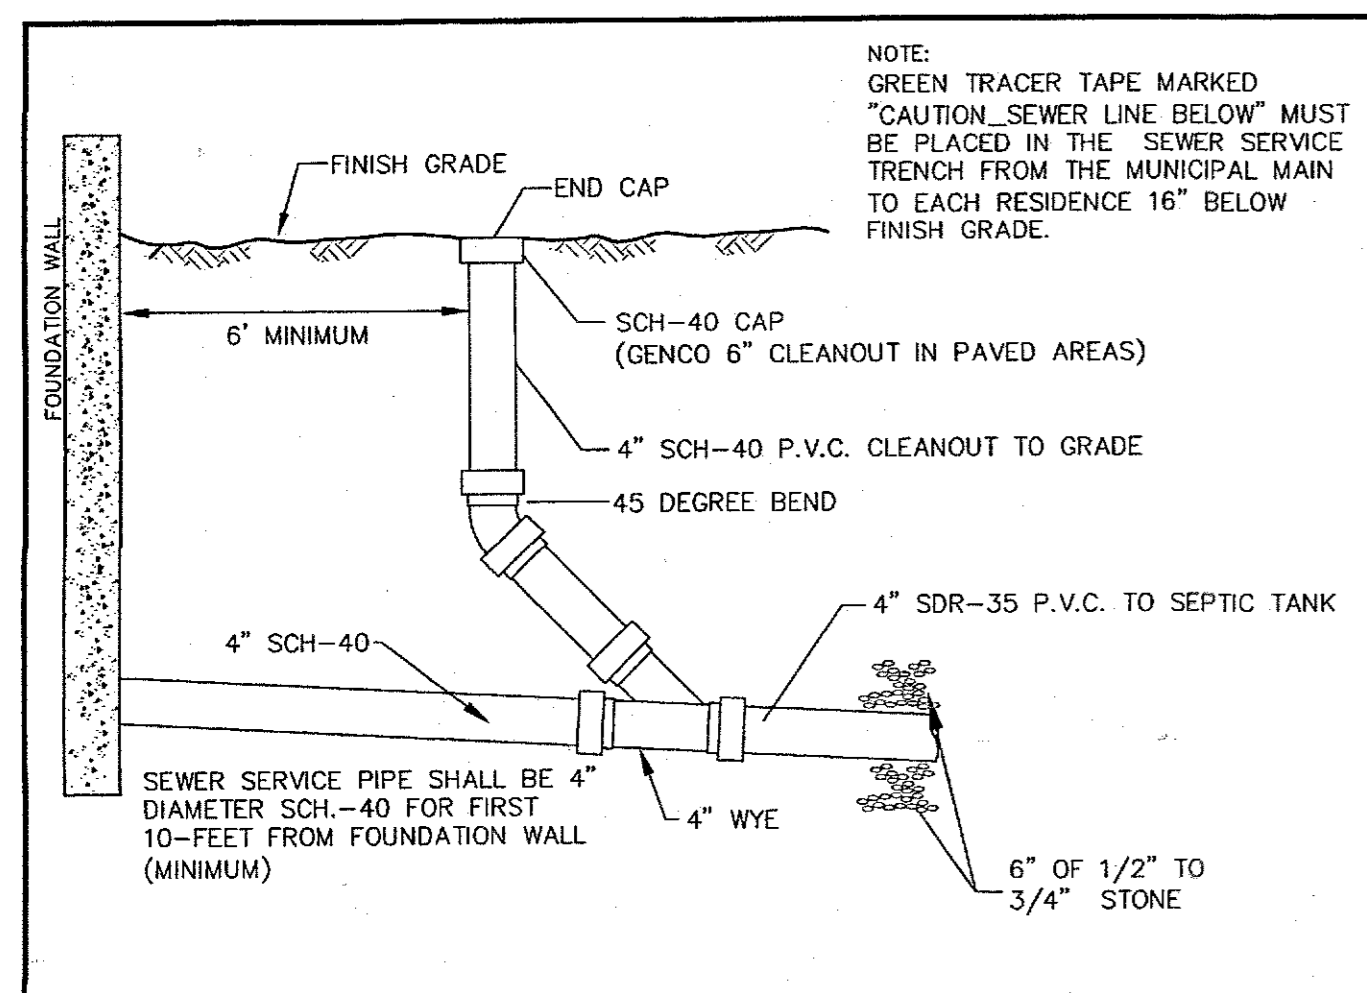 NOTE:
GREEN TRACER TAPE MARKED
"CAUTION_SEWER LINE BELOW" MUST
BE PLACED IN THE SEWER SERVICE
TRENCH FROM THE MUNICIPAL MAIN
TO EACH RESIDENCE 16" BELOW
FINISH GRADE.
FINISH GRADE
END CAP
FOUNDATION WALL
6' MINIMUM
SCH-40 CAP
(GENCO 6" CLEANOUT IN PAVED AREAS)
4" SCH-40 P.V.C. CLEANOUT TO GRADE
45 DEGREE BEND
4" SDR-35 P.V.C. TO SEPTIC TANK
4" SCH-40
SEWER SERVICE PIPE SHALL BE 4"
DIAMETER SCH.-40 FOR FIRST
10-FEET FROM FOUNDATION WALL
(MINIMUM)
4" WYE
6" OF 1/2" TO
3/4" STONE